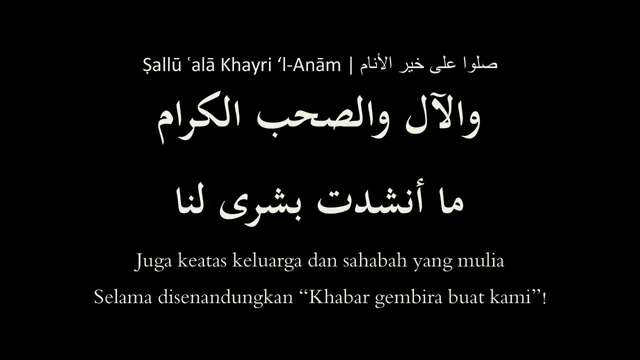 Ṣallū ʿalā Khayri ‘l-Anām | صلوا على خير الأنام
والآل والصحب الكرام
ما أنشدت بشرى لنا
Juga keatas keluarga dan sahabah yang mulia
Selama disenandungkan “Khabar gembira buat kami”!